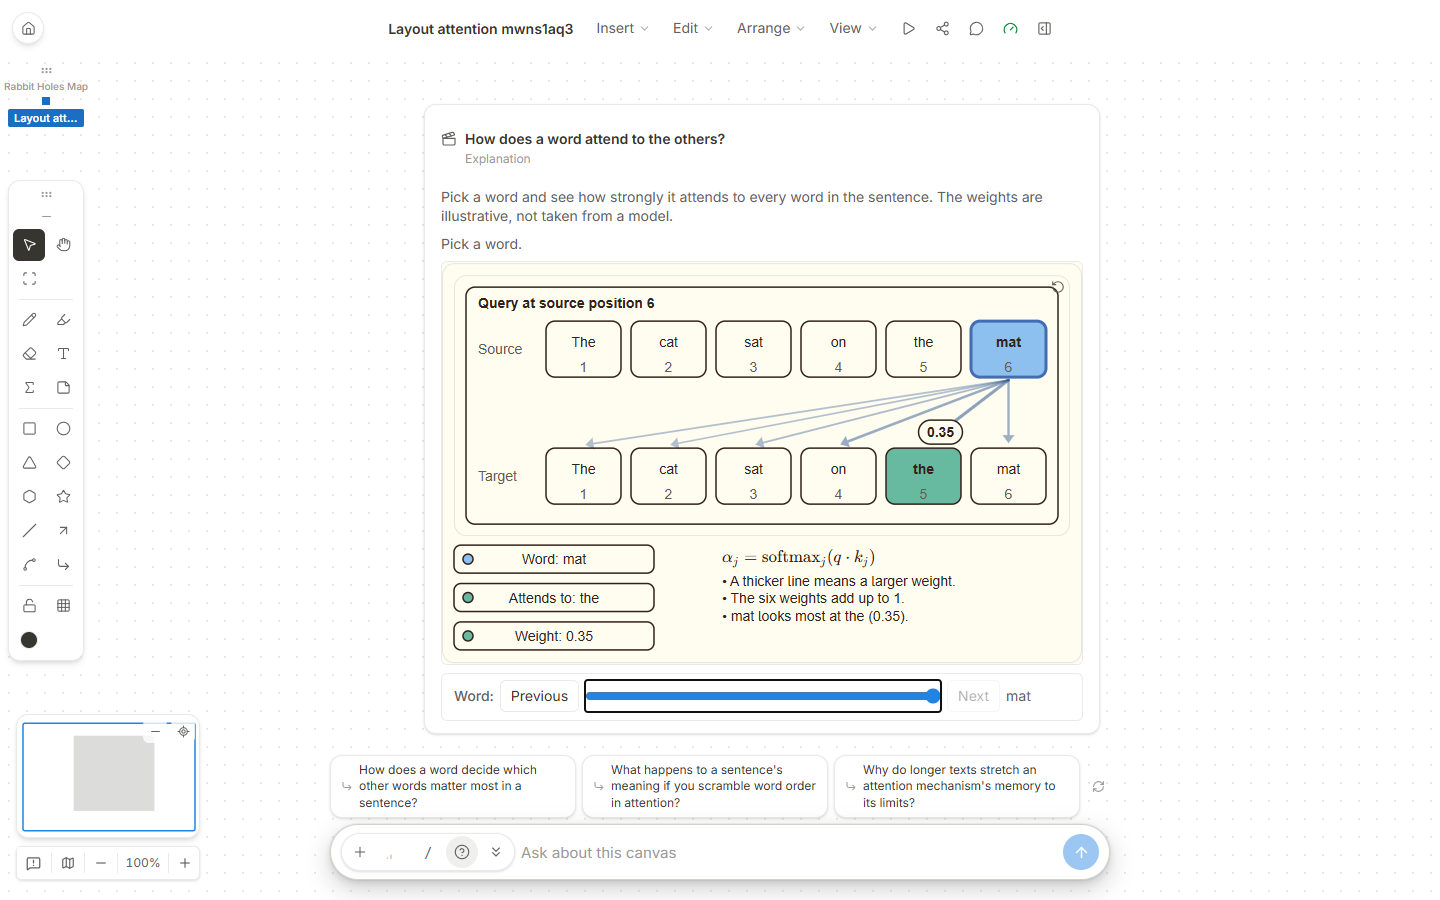 Layout attention mwns1aq3
Insert
Edit
Arrange
View
Rabbit Holes Map
Layout att...
How does a word attend to the others?
Explanation
Pick a word and see how strongly it attends to every word in the sentence. The weights are
illustrative, not taken from a model.
Pick a word.
Query at source position 6
Source
The
1
cat
2
sat
3
on
4
the
5
mat
6
0.35
Target
The
1
cat
2
sat
3
on
4
the
5
mat
6
Word: mat
Attends to: the
Weight: 0.35
αⱼ = softmaxⱼ(q · kⱼ)
• A thicker line means a larger weight.
• The six weights add up to 1.
• mat looks most at the (0.35).
Word:
Previous
Next
mat
How does a word decide which
other words matter most in a
sentence?
What happens to a sentence's
meaning if you scramble word order
in attention?
Why do longer texts stretch an
attention mechanism's memory to
its limits?
100%
/
Ask about this canvas